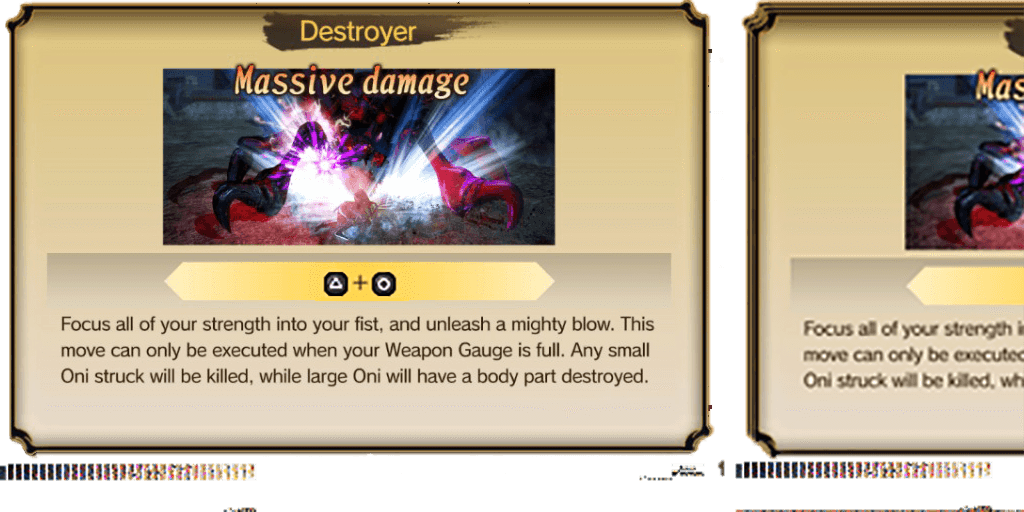 Destroyer
Massive damage
+
Focus all of your strength into your fist, and unleash a mighty blow. This
move can only be executed when your Weapon Gauge is full. Any small
Oni struck will be killed, while large Oni will have a body part destroyed.
1
Mas
Focus all of your strength i
move can only be executed
Oni struck will be killed, wh